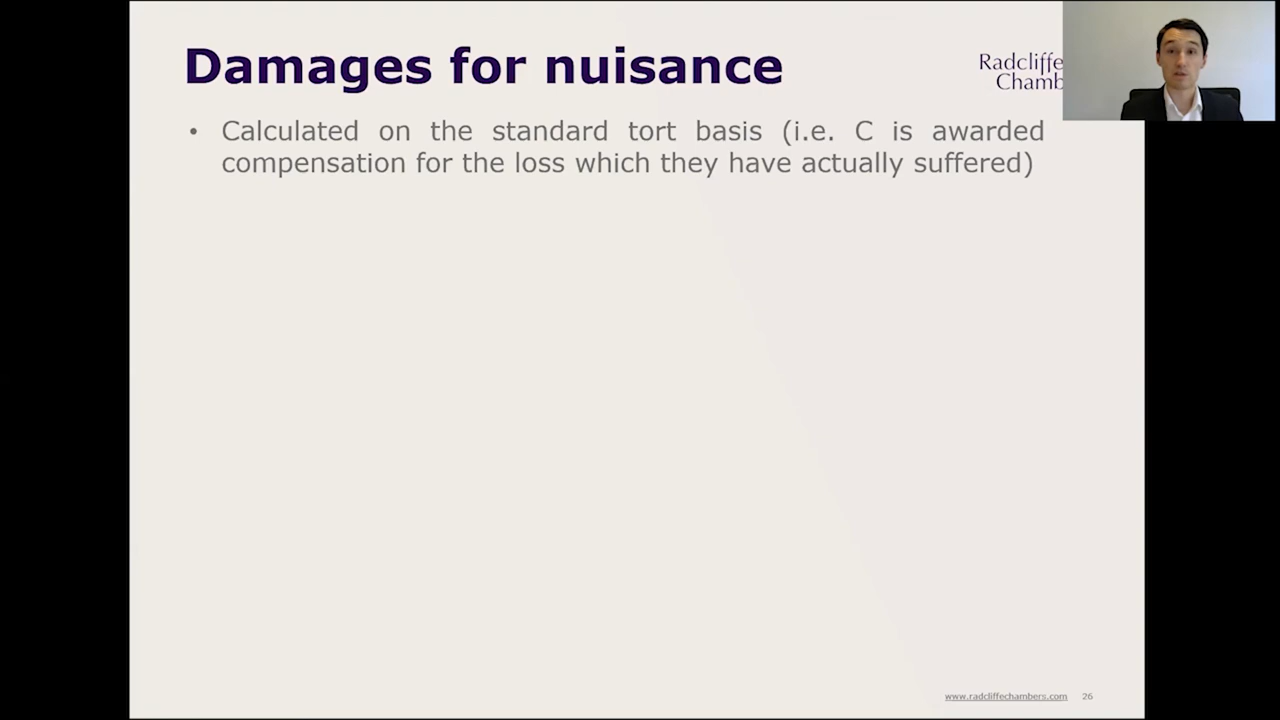 Damages for nuisance
Radcliffe
Chamb
• Calculated on the standard tort basis (i.e. C is awarded
compensation for the loss which they have actually suffered)
www.radcliffechambers.com 26